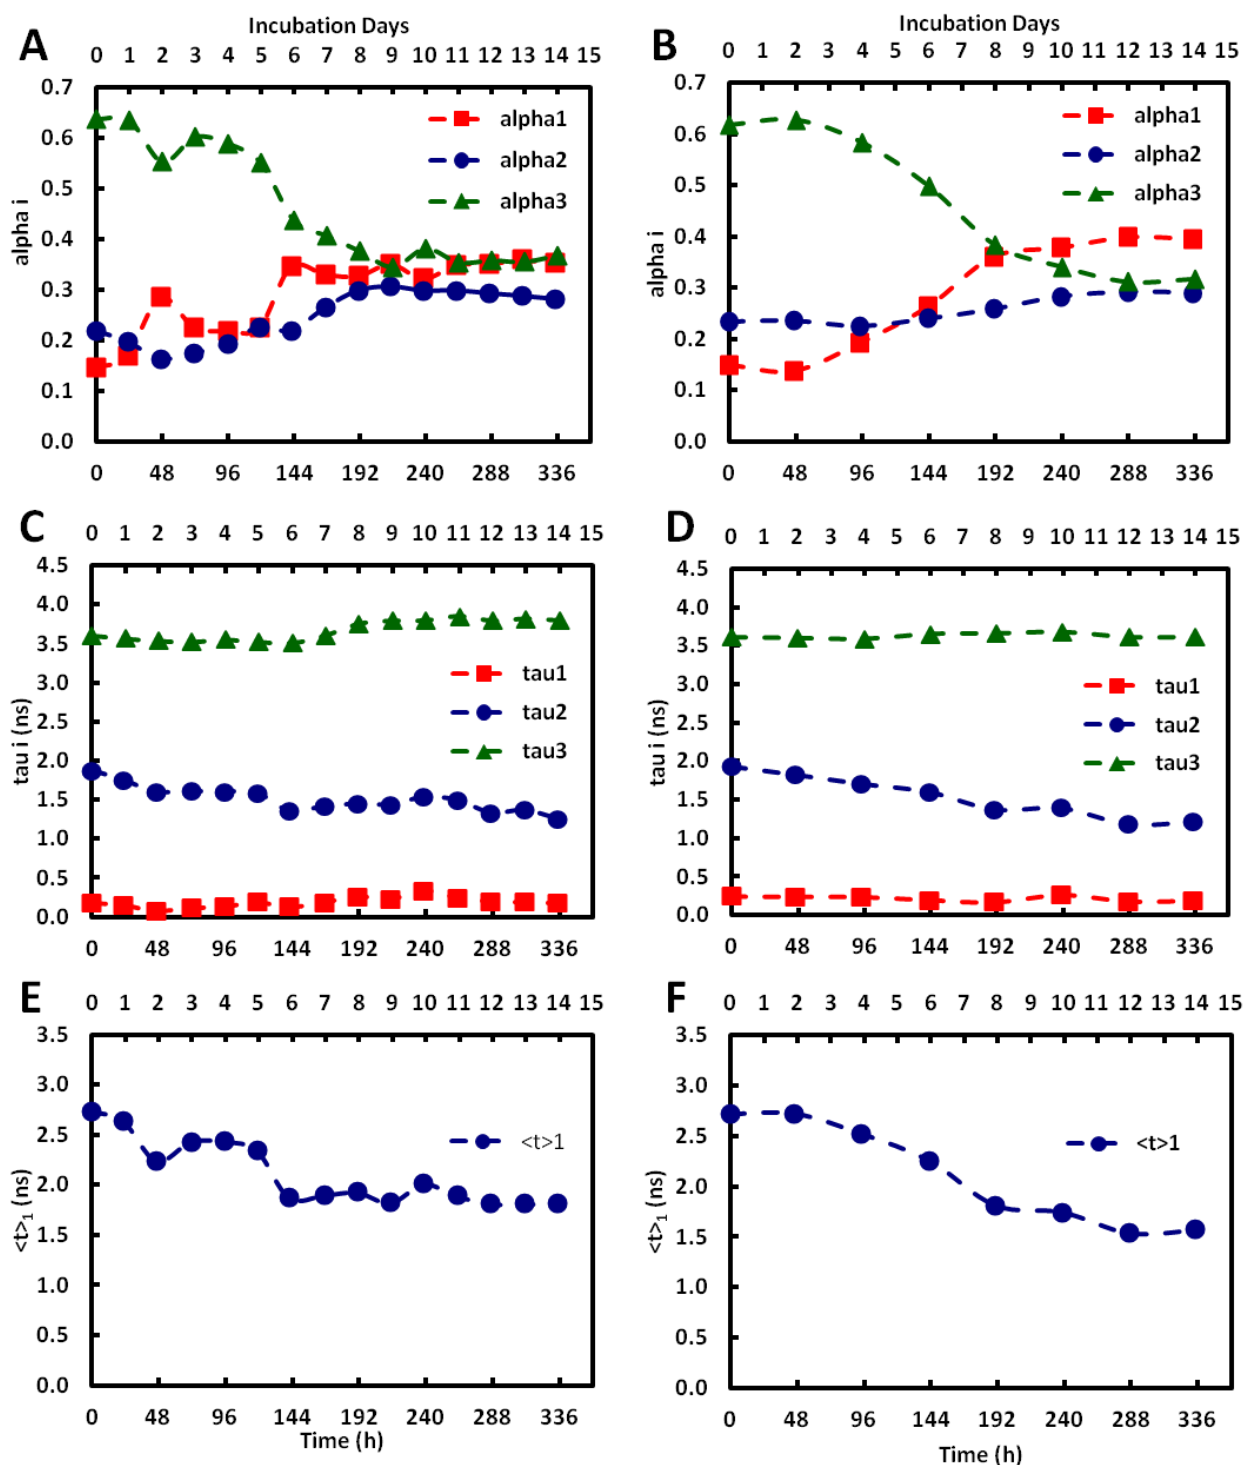 A
Incubation Days
0 1 2 3 4 5 6 7 8 9 10 11 12 13 14 15
0.7
0.6
0.5
0.4
0.3
0.2
0.1
0.0
alpha i
alpha1
alpha2
alpha3
0 48 96 144 192 240 288 336
B
Incubation Days
0 1 2 3 4 5 6 7 8 9 10 11 12 13 14 15
0.7
0.6
0.5
0.4
0.3
0.2
0.1
0.0
alpha i
alpha1
alpha2
alpha3
0 48 96 144 192 240 288 336
C
0 1 2 3 4 5 6 7 8 9 10 11 12 13 14 15
4.5
4.0
3.5
3.0
2.5
2.0
1.5
1.0
0.5
0.0
tau i (ns)
tau1
tau2
tau3
0 48 96 144 192 240 288 336
D
0 1 2 3 4 5 6 7 8 9 10 11 12 13 14 15
4.5
4.0
3.5
3.0
2.5
2.0
1.5
1.0
0.5
0.0
tau i (ns)
tau1
tau2
tau3
0 48 96 144 192 240 288 336
E
0 1 2 3 4 5 6 7 8 9 10 11 12 13 14 15
3.5
3.0
2.5
2.0
1.5
1.0
0.5
0.0
<t>₁ (ns)
<t>1
0 48 96 144 192 240 288 336
Time (h)
F
0 1 2 3 4 5 6 7 8 9 10 11 12 13 14 15
3.5
3.0
2.5
2.0
1.5
1.0
0.5
0.0
<t>₁ (ns)
<t>1
0 48 96 144 192 240 288 336
Time (h)